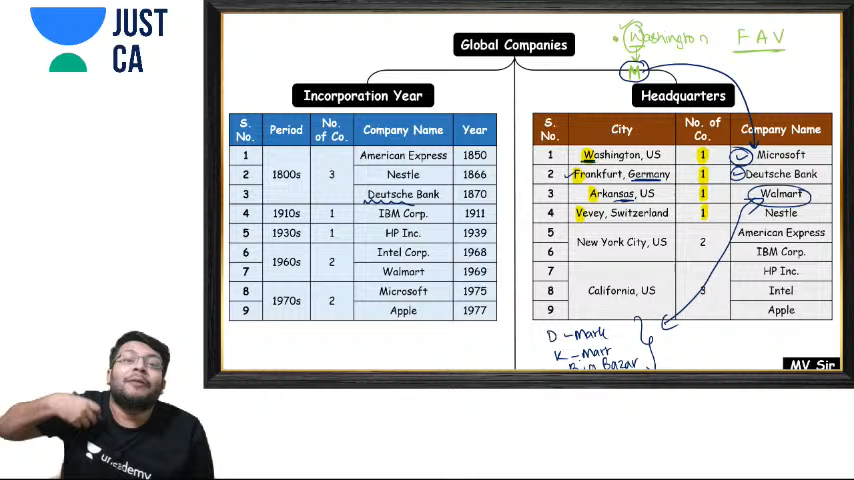 JUST
CA
Global Companies
• Washington
FAV
M
Incorporation Year
Headquarters
S. No. Period No. of Co. Company Name Year
1 1800s 3 American Express 1850
2 Nestle 1866
3 Deutsche Bank 1870
4 1910s 1 IBM Corp. 1911
5 1930s 1 HP Inc. 1939
6 1960s 2 Intel Corp. 1968
7 Walmart 1969
8 1970s 2 Microsoft 1975
9 Apple 1977
S. No. City No. of Co. Company Name
1 Washington, US 1 Microsoft
2 Frankfurt, Germany 1 Deutsche Bank
3 Arkansas, US 1 Walmart
4 Vevey, Switzerland 1 Nestle
5 New York City, US 2 American Express
6 IBM Corp.
7 California, US 3 HP Inc.
8 Intel
9 Apple
D - Mark
K - Mart
Bazar
MV Sir
unacademy